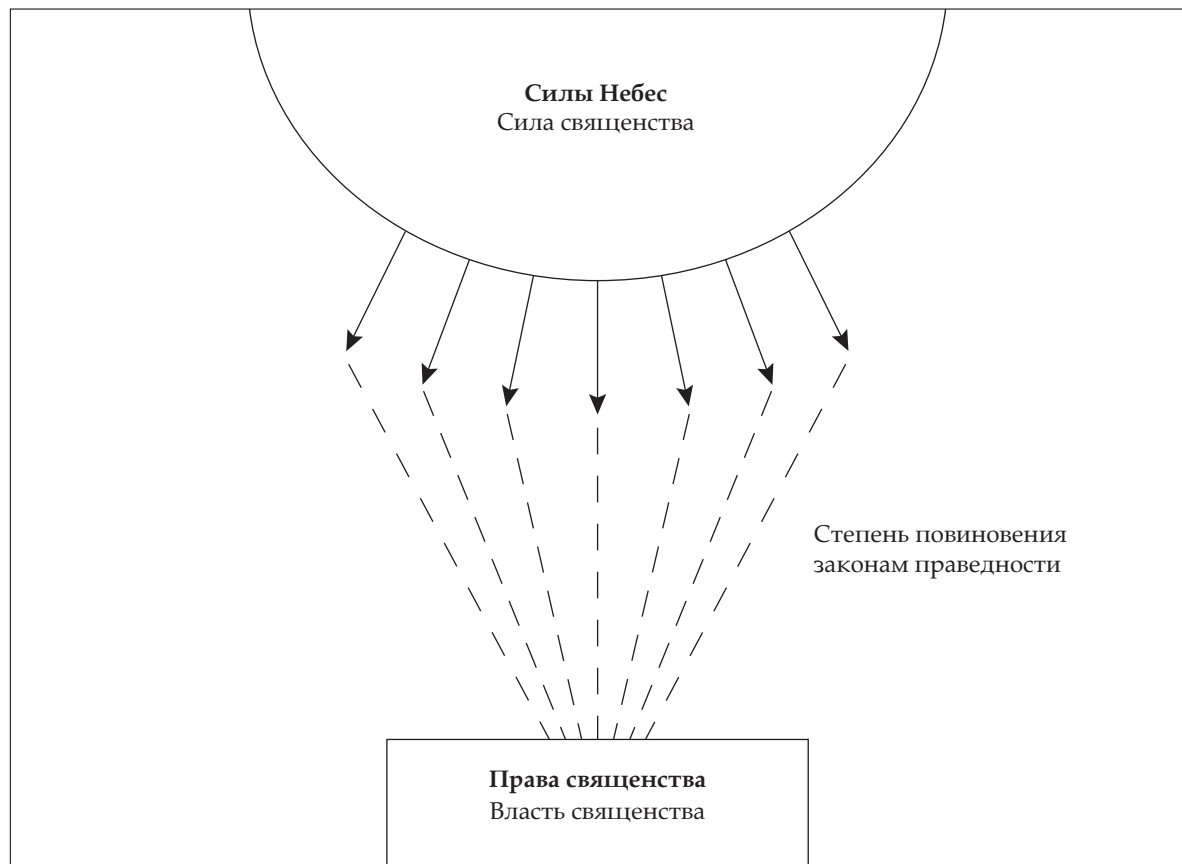 Силы Небес
Сила священства
Степень повиновения
законам праведности
Права священства
Власть священства